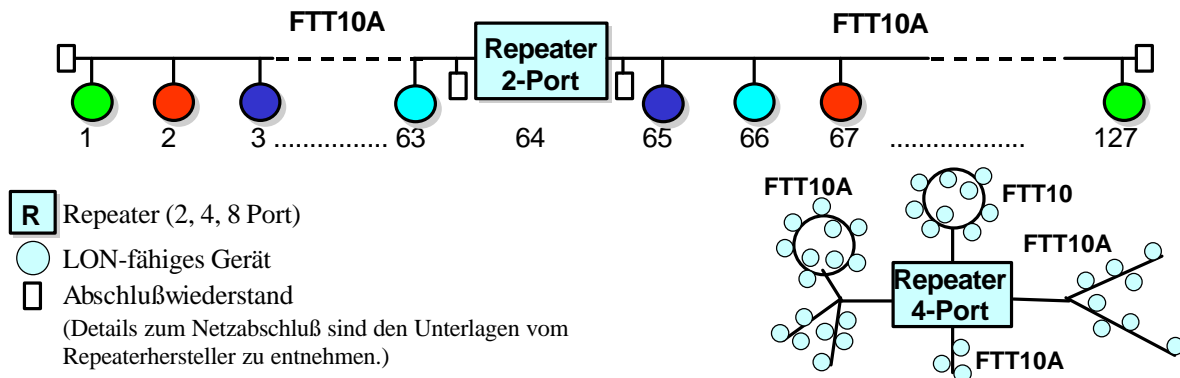 FTT10A FTT10A
Repeater
2-Port
1 2 3 ................ 63 64 65 66 67 ................... 127
FTT10A FTT10
R Repeater (2, 4, 8 Port)
FTT10A
LON-fähiges Gerät
Repeater
4-Port
Abschlußwiederstand
(Details zum Netzabschluß sind den Unterlagen vom
Repeaterhersteller zu entnehmen.)
FTT10A